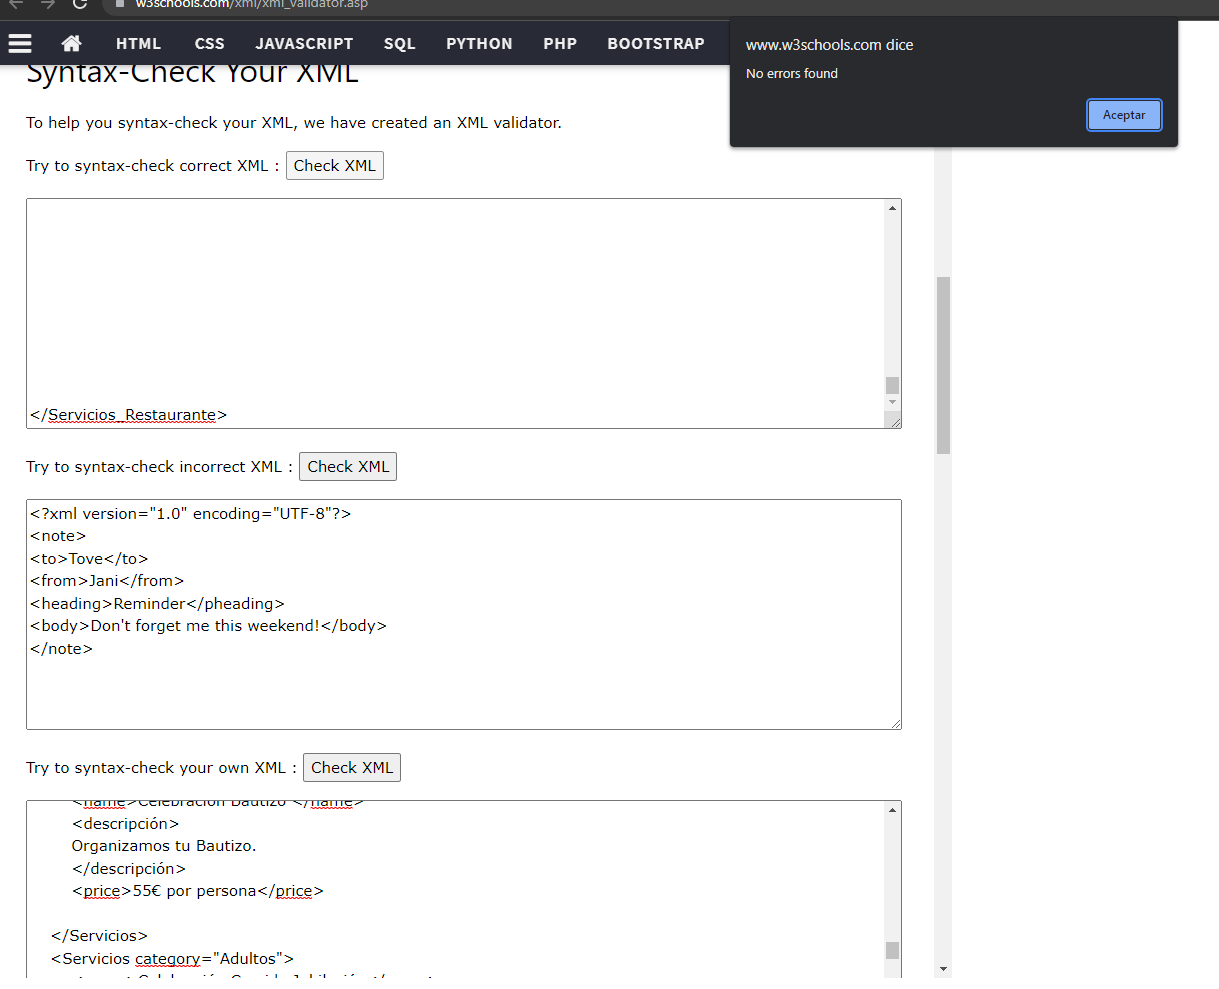 w3schools.com/xml/xml_validator.asp
HTML CSS JAVASCRIPT SQL PYTHON PHP BOOTSTRAP
www.w3schools.com dice
No errors found
Aceptar
Syntax-Check Your XML
To help you syntax-check your XML, we have created an XML validator.
Try to syntax-check correct XML : Check XML
</Servicios_Restaurante>
Try to syntax-check incorrect XML : Check XML
<?xml version="1.0" encoding="UTF-8"?>
<note>
<to>Tove</to>
<from>Jani</from>
<heading>Reminder</pheading>
<body>Don't forget me this weekend!</body>
</note>
Try to syntax-check your own XML : Check XML
<name>Celebración Bautizo </name>
<descripción>
Organizamos tu Bautizo.
</descripción>
<price>55€ por persona</price>
</Servicios>
<Servicios category="Adultos">